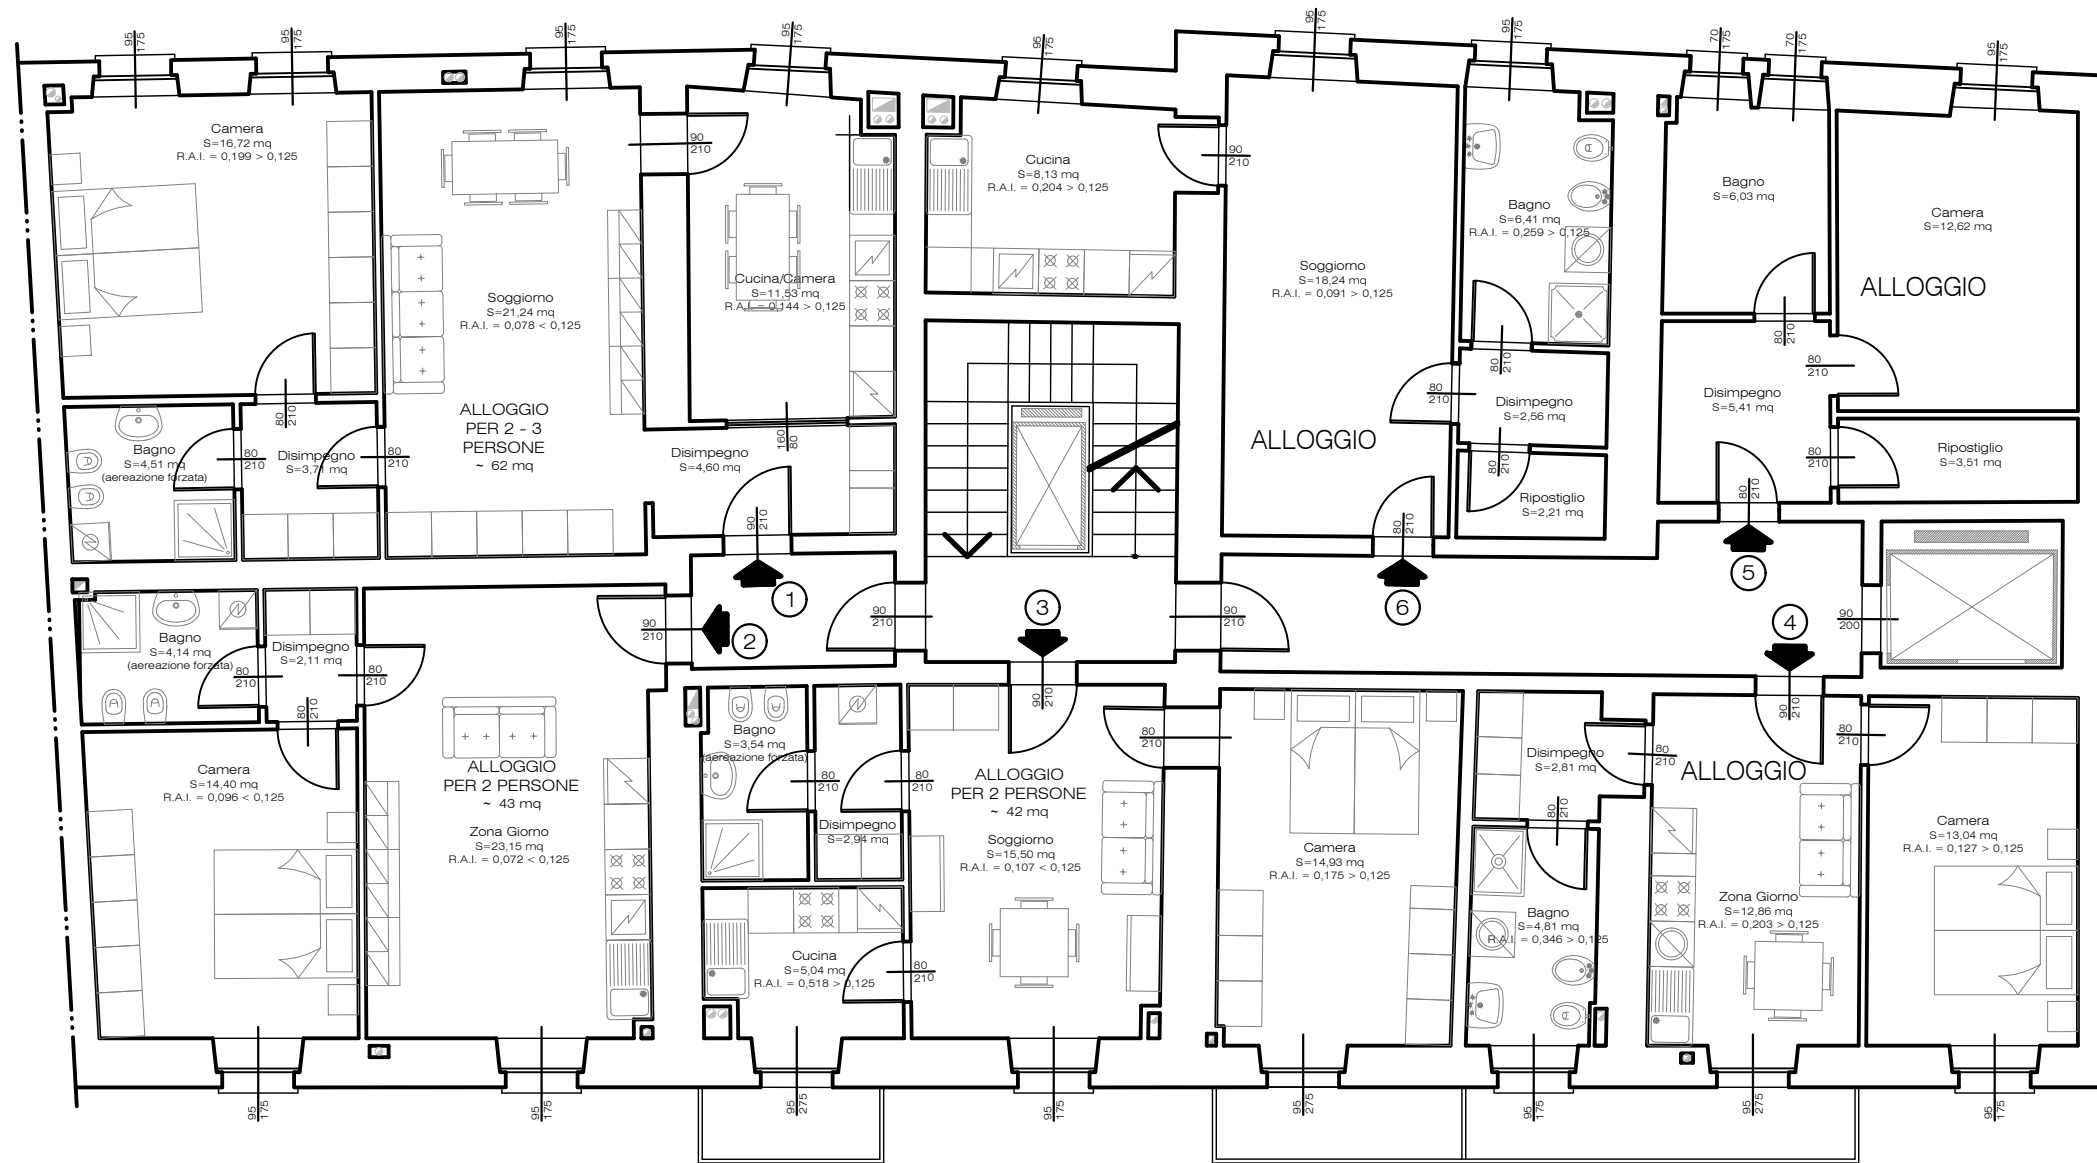 95
175
95
175
95
175
95
175
95
175
95
175
95
175
70
175
70
175
95
175
Camera
S=16,72 mq
R.A.I. = 0,199 > 0,125
90
210
Cucina
S=8,13 mq
R.A.I. = 0,204 > 0,125
90
210
Bagno
S=6,41 mq
R.A.I. = 0,259 > 0,125
Bagno
S=6,03 mq
Camera
S=12,62 mq
ALLOGGIO
Soggiorno
S=21,24 mq
R.A.I. = 0,078 < 0,125
Cucina/Camera
S=11,53 mq
R.A.I. = 0,144 > 0,125
Soggiorno
S=18,24 mq
R.A.I. = 0,091 > 0,125
80
210
80
210
80
210
80
210
80
210
ALLOGGIO
PER 2 - 3
PERSONE
~ 62 mq
ALLOGGIO
Disimpegno
S=2,56 mq
Disimpegno
S=5,41 mq
Bagno
S=4,51 mq
(aereazione forzata)
80
210
Disimpegno
S=3,71 mq
80
210
Disimpegno
S=4,60 mq
160
80
80
210
Ripostiglio
S=2,21 mq
80
210
Ripostiglio
S=3,51 mq
90
210
80
210
80
210
1
2
3
4
5
6
90
210
90
210
90
210
90
200
Bagno
S=4,14 mq
(aereazione forzata)
80
210
Disimpegno
S=2,11 mq
80
210
80
210
90
210
90
210
Camera
S=14,40 mq
R.A.I. = 0,096 < 0,125
ALLOGGIO
PER 2 PERSONE
~ 43 mq
Zona Giorno
S=23,15 mq
R.A.I. = 0,072 < 0,125
Bagno
S=3,54 mq
(aereazione forzata)
80
210
80
210
Disimpegno
S=2,94 mq
ALLOGGIO
PER 2 PERSONE
~ 42 mq
Soggiorno
S=15,50 mq
R.A.I. = 0,107 < 0,125
80
210
Camera
S=14,93 mq
R.A.I. = 0,175 > 0,125
Disimpegno
S=2,81 mq
80
210
80
210
ALLOGGIO
80
210
Camera
S=13,04 mq
R.A.I. = 0,127 > 0,125
Cucina
S=5,04 mq
R.A.I. = 0,518 > 0,125
80
210
Bagno
S=4,81 mq
R.A.I. = 0,346 > 0,125
Zona Giorno
S=12,86 mq
R.A.I. = 0,203 > 0,125
95
175
95
175
95
275
95
175
95
275
95
175
95
275
95
175